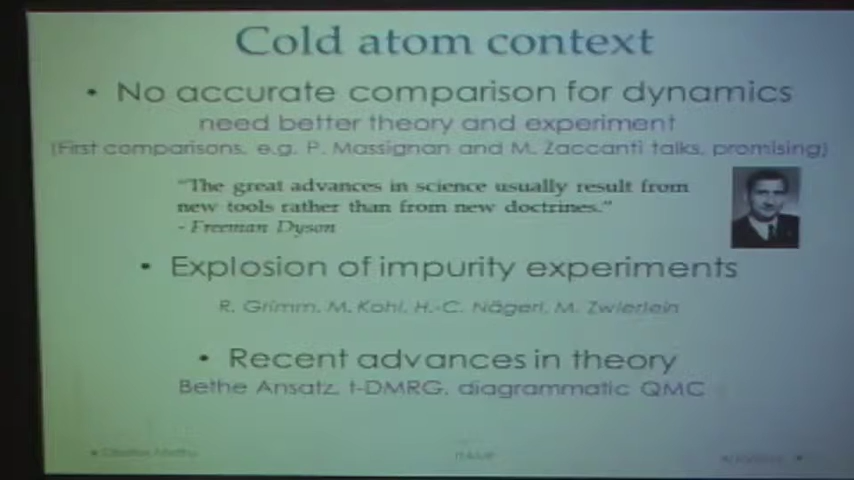 Cold atom context
• No accurate comparison for dynamics
need better theory and experiment
(First comparisons, e.g. P. Massignan and M. Zaccanti talks, promising)
"The great advances in science usually result from
new tools rather than from new doctrines."
- Freeman Dyson
• Explosion of impurity experiments
R. Grimm, M. Kohl, H.-C. Nägerl, M. Zwierlein
• Recent advances in theory
Bethe Ansatz, t-DMRG, diagrammatic QMC